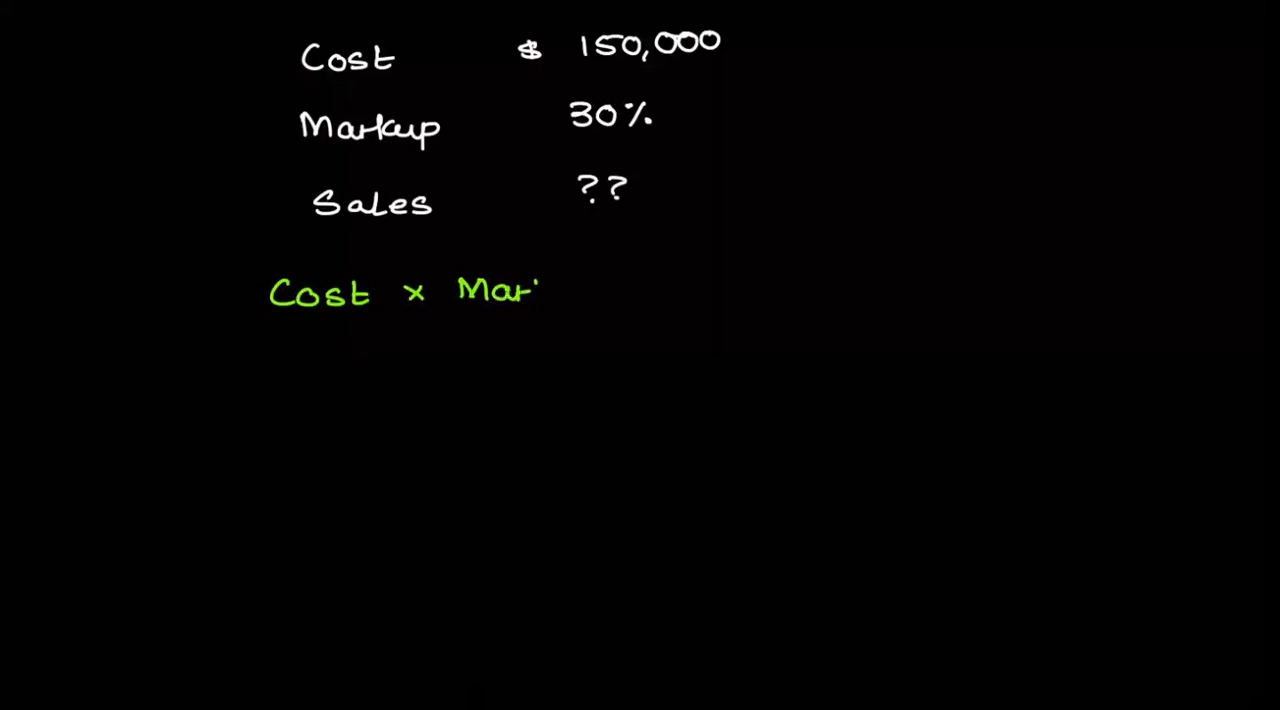 Cost $ 150,000
Markup 30%
Sales ??
Cost × Mar